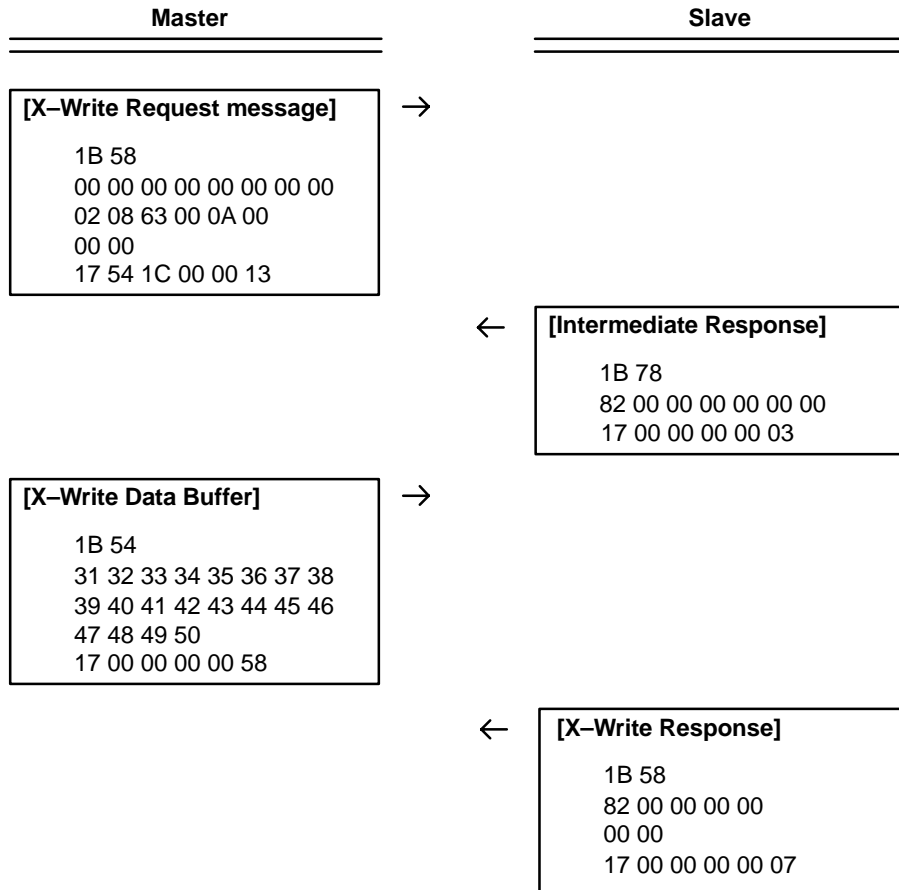 Master Slave
[X–Write Request message] →
1B 58
00 00 00 00 00 00 00 00
02 08 63 00 0A 00
00 00
17 54 1C 00 00 13
← [Intermediate Response]
1B 78
82 00 00 00 00 00 00
17 00 00 00 00 03
[X–Write Data Buffer] →
1B 54
31 32 33 34 35 36 37 38
39 40 41 42 43 44 45 46
47 48 49 50
17 00 00 00 00 58
← [X–Write Response]
1B 58
82 00 00 00 00
00 00
17 00 00 00 00 07